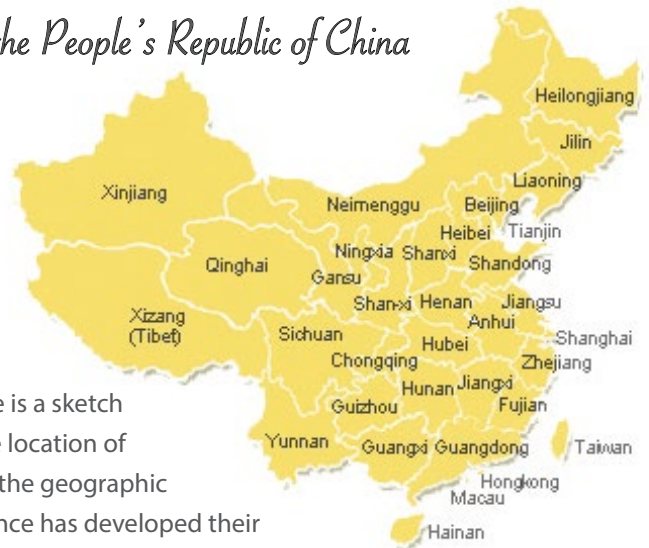 the People's Republic of China
Heilongjiang
Jilin
Liaoning
Xinjiang
Neimenggu
Beijing
Heibei
Tianjin
Ningxia
Shanxi
Qinghai
Gansu
Shandong
Shan-xi
Henan
Jiangsu
Xizang
(Tibet)
Anhui
Sichuan
Hubei
Shanghai
Chongqing
Zhejiang
Hunan
Jiangxi
Guizhou
Fujian
Yunnan
Guangxi
Guangdong
Taiwan
Hongkong
Macau
Hainan
e is a sketch
e location of
the geographic
nce has developed their